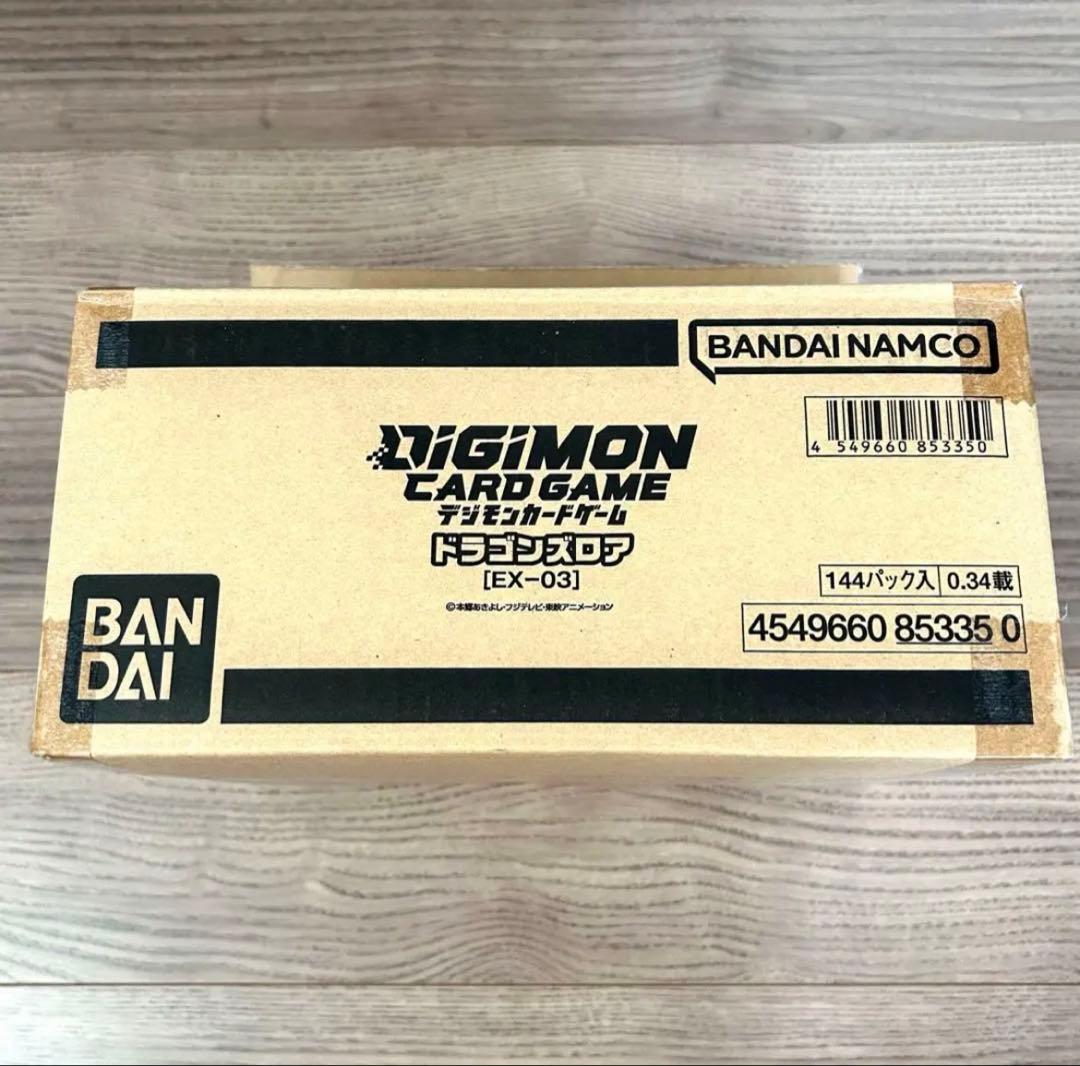 BANDAI NAMCO
4 549660 853350
DiGiMON
CARD GAME
デジモンカードゲーム
ドラゴンズロア
[EX-03]
©本郷あきよし・フジテレビ・東映アニメーション
144パック入 0.34載
4549660 85335 0
BAN
DAI